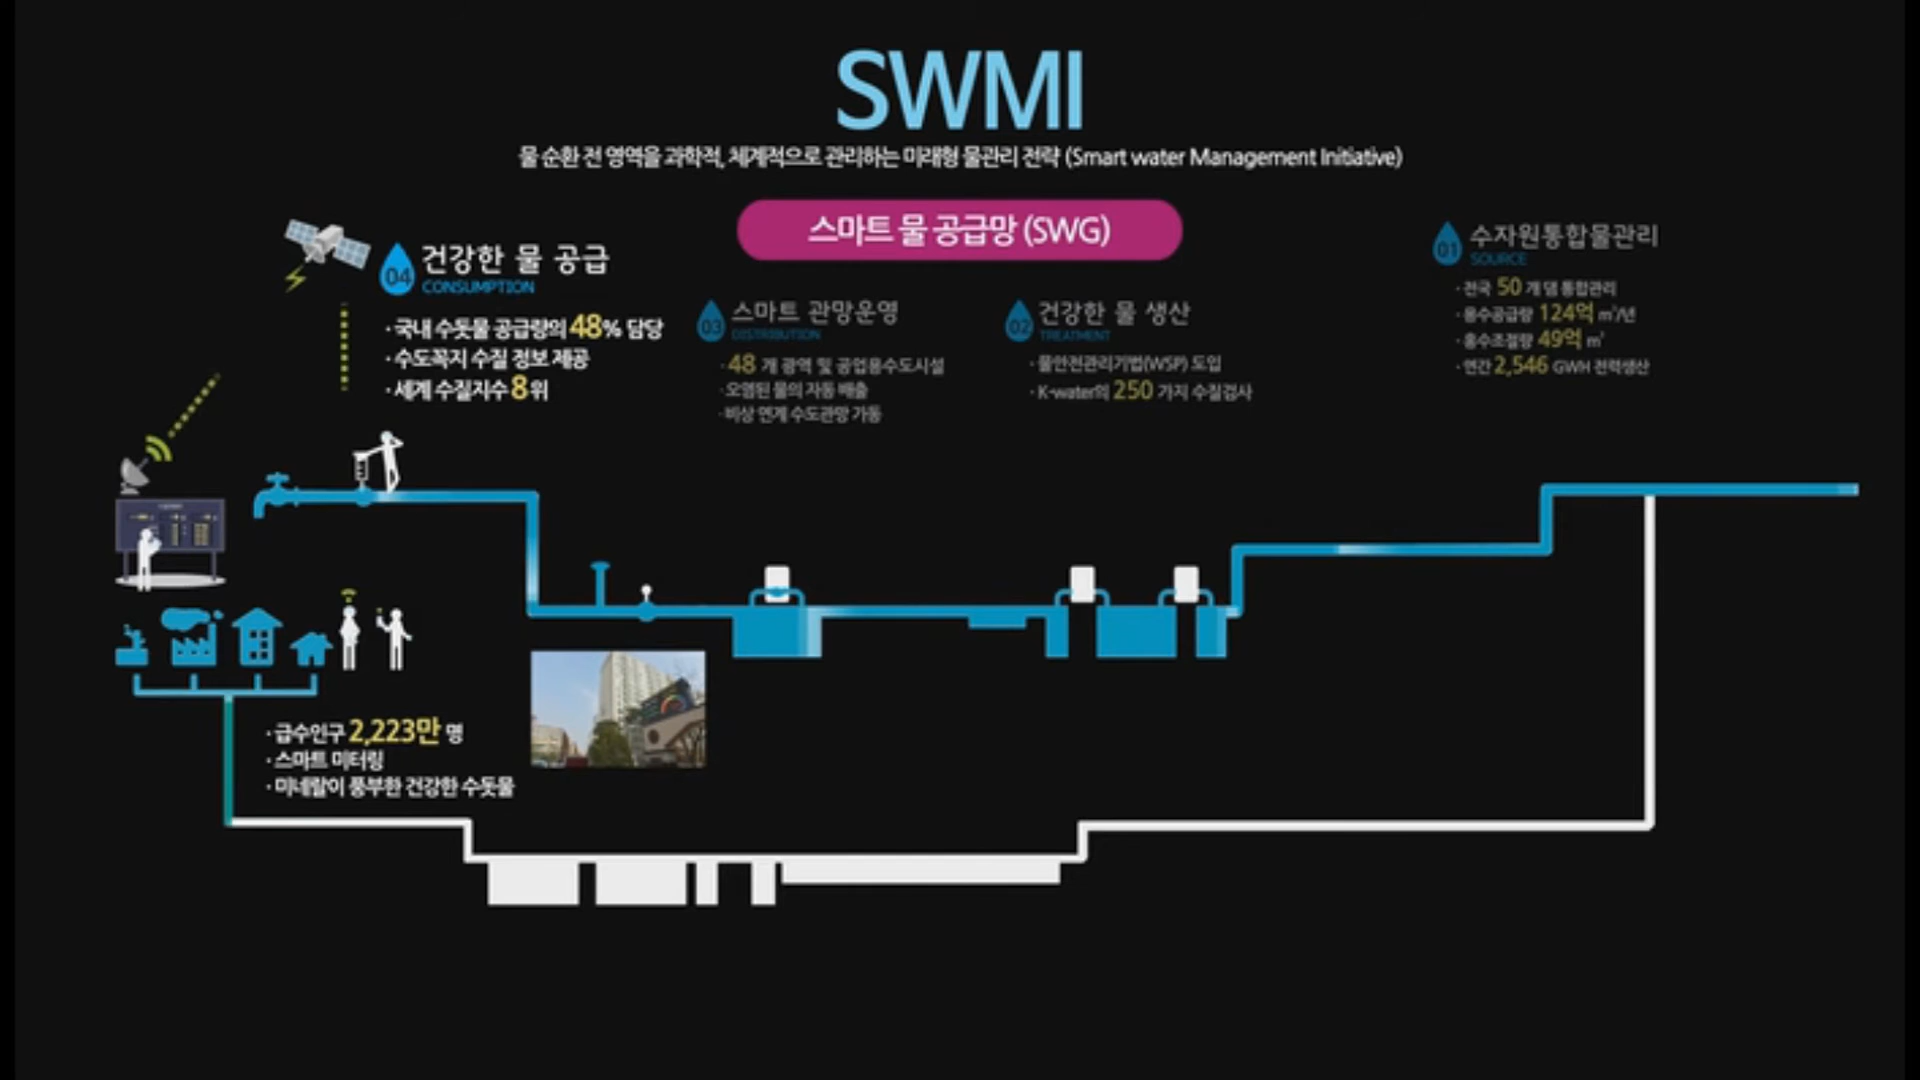 SWMI
물 순환 전 영역을 과학적, 체계적으로 관리하는 미래형 물관리 전략 (Smart water Management Initiative)
스마트 물 공급망 (SWG)
04 건강한 물 공급
CONSUMPTION
· 국내 수돗물 공급량의 48% 담당
· 수도꼭지 수질 정보 제공
· 세계 수질지수 8위
03 스마트 관망운영
DISTRIBUTION
· 48 개 광역 및 공업용수도시설
· 오염된 물의 자동 배출
· 비상 연계 수도관망 가동
02 건강한 물 생산
TREATMENT
· 물안전관리기법(WSP) 도입
· K-water의 250 가지 수질검사
01 수자원통합물관리
SOURCE
· 전국 50 개 댐 통합관리
· 용수공급량 124억 m³/년
· 홍수조절량 49억 m³
· 연간 2,546 GWH 전력생산
· 급수인구 2,223만 명
· 스마트 미터링
· 미네랄이 풍부한 건강한 수돗물